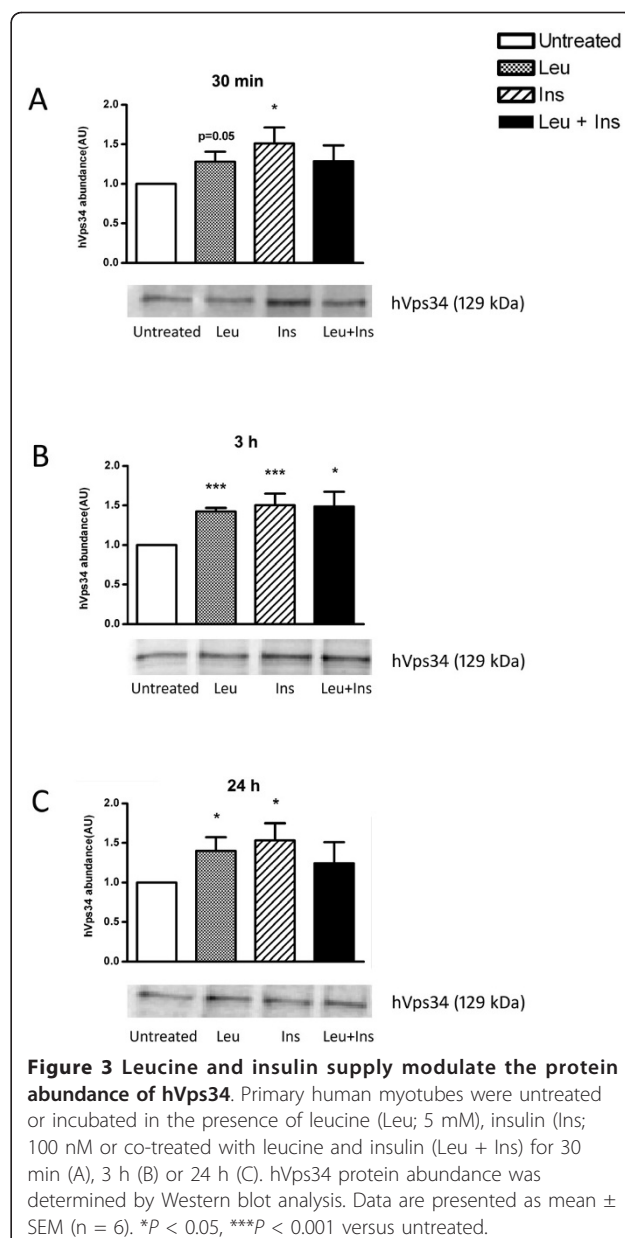 Untreated
Leu
Ins
Leu + Ins
A
30 min
hVps34 abundance(AU)
2.0
1.5
1.0
0.5
0.0
p=0.05
*
hVps34 (129 kDa)
Untreated Leu Ins Leu+Ins
B
3 h
hVps34 abundance(AU)
2.0
1.5
1.0
0.5
0.0
*** *** *
hVps34 (129 kDa)
Untreated Leu Ins Leu+Ins
C
24 h
hVps34 abundance(AU)
2.0
1.5
1.0
0.5
0.0
* *
hVps34 (129 kDa)
Untreated Leu Ins Leu+Ins
Figure 3 Leucine and insulin supply modulate the protein
abundance of hVps34. Primary human myotubes were untreated
or incubated in the presence of leucine (Leu; 5 mM), insulin (Ins;
100 nM or co-treated with leucine and insulin (Leu + Ins) for 30
min (A), 3 h (B) or 24 h (C). hVps34 protein abundance was
determined by Western blot analysis. Data are presented as mean ±
SEM (n = 6). *P < 0.05, ***P < 0.001 versus untreated.